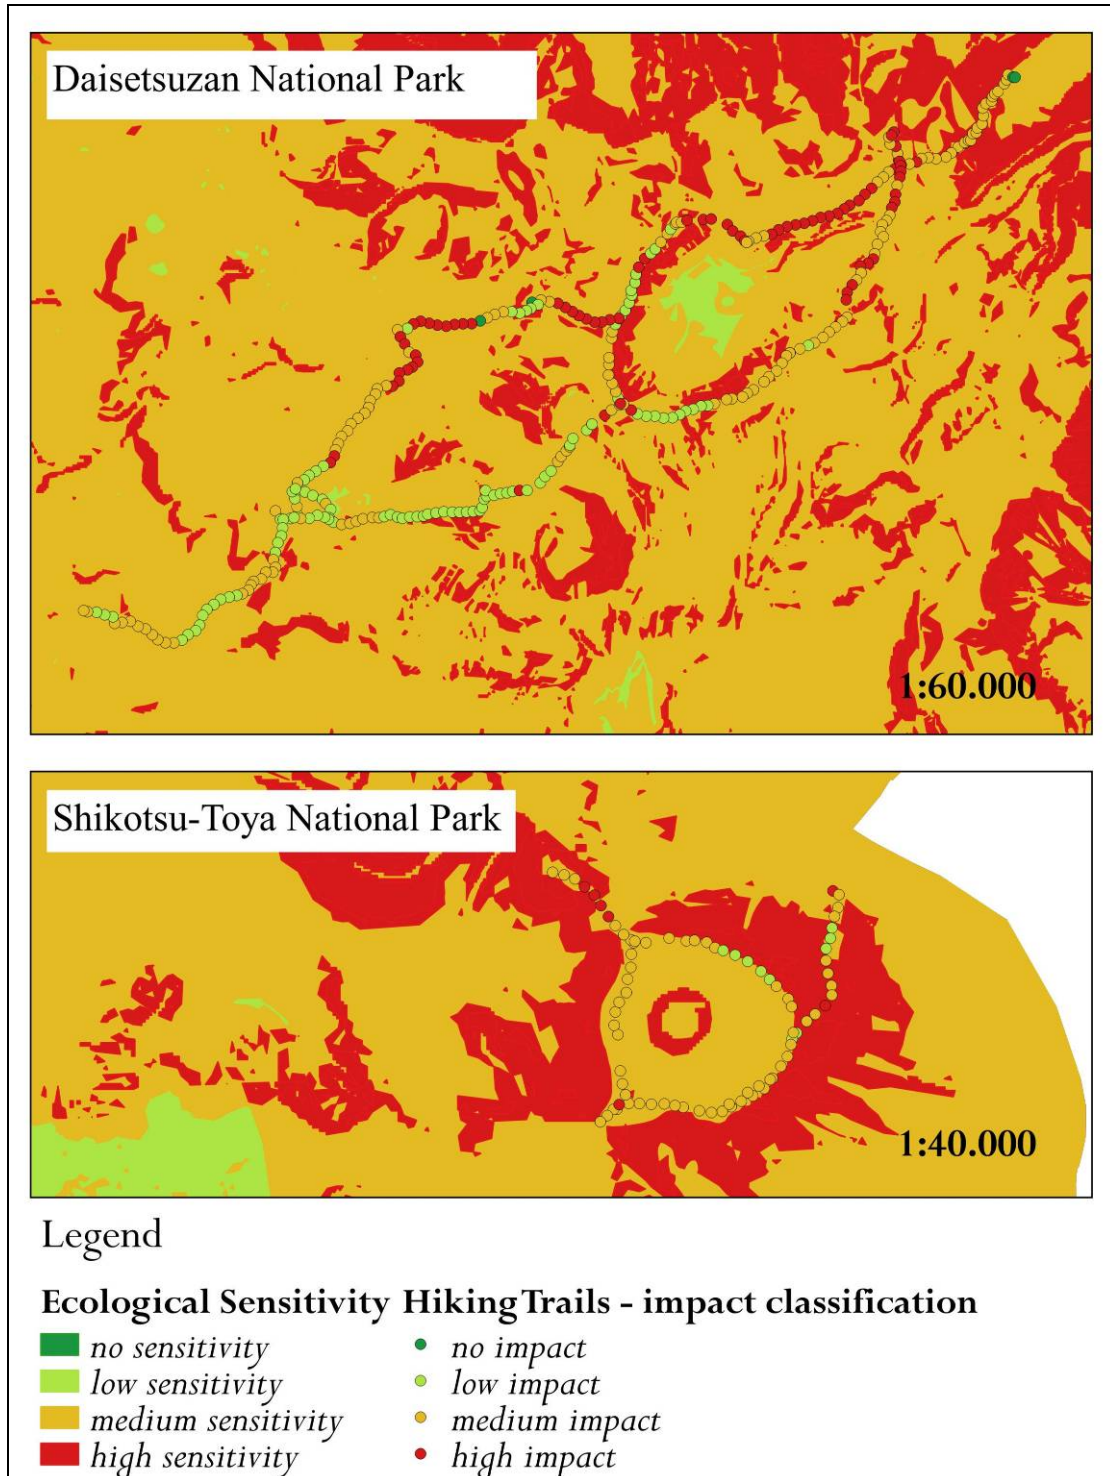 Daisetsuzan National Park
1:60.000
Shikotsu-Toya National Park
1:40.000
Legend
Ecological Sensitivity Hiking Trails - impact classification
no sensitivity no impact
low sensitivity low impact
medium sensitivity medium impact
high sensitivity high impact